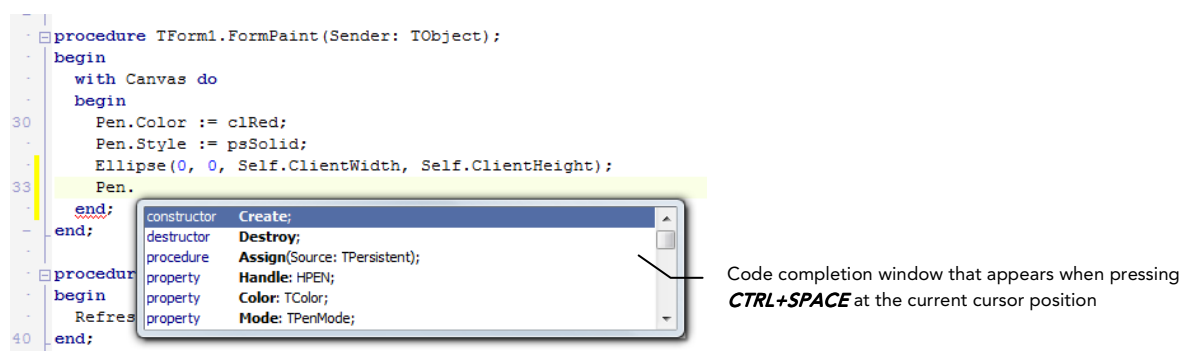 procedure TForm1.FormPaint(Sender: TObject);
begin
with Canvas do
begin
30 Pen.Color := clRed;
Pen.Style := psSolid;
Ellipse(0, 0, Self.ClientWidth, Self.ClientHeight);
33 Pen.
end;
end;
constructor Create;
destructor Destroy;
procedure Assign(Source: TPersistent);
property Handle: HPEN;
property Color: TColor;
property Mode: TPenMode;
procedur
begin
Refres
40 end;
Code completion window that appears when pressing
CTRL+SPACE at the current cursor position